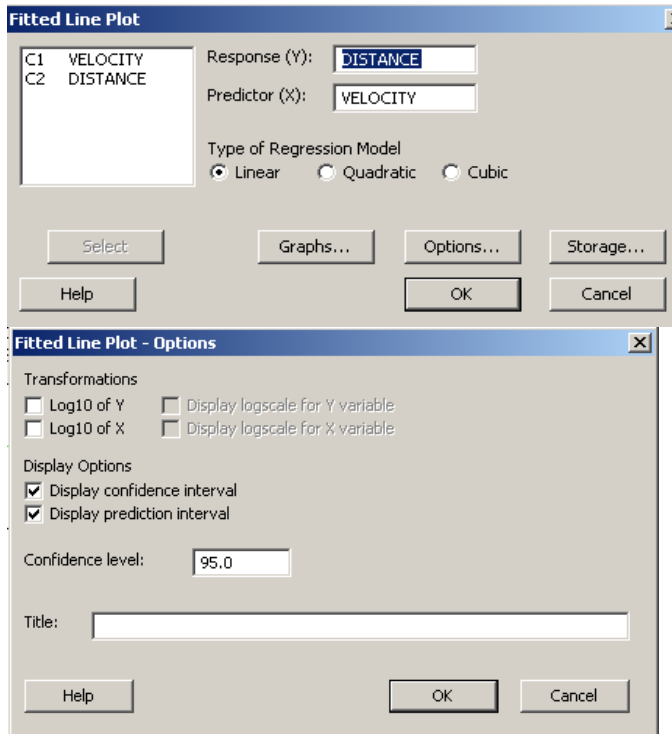 Fitted Line Plot
C1 VELOCITY
C2 DISTANCE
Response (Y): DISTANCE
Predictor (X): VELOCITY
Type of Regression Model
Linear Quadratic Cubic
Select Graphs... Options... Storage...
Help OK Cancel
Fitted Line Plot - Options
Transformations
Log10 of Y Display logscale for Y variable
Log10 of X Display logscale for X variable
Display Options
Display confidence interval
Display prediction interval
Confidence level: 95.0
Title:
Help OK Cancel